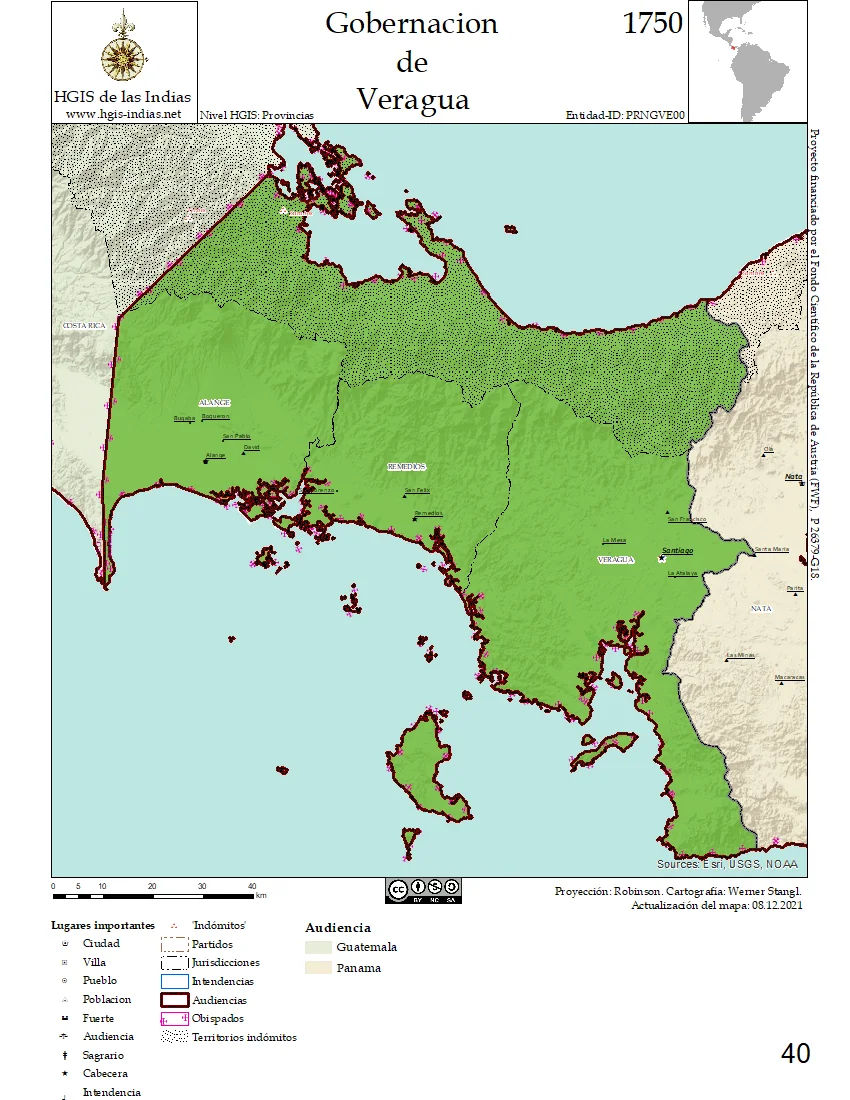 HGIS de las Indias
www.hgis-indias.net
Gobernacion
de
Veragua
1750
Nivel HGIS: Provincias
Entidad-ID: PRNGVE00
Proyecto financiado por el Fondo Científico de la República de Austria (FWF), P 26379-G18.
COSTA RICA
ALANGE
Bugaba
Boqueron
San Pablo
David
Alange
REMEDIOS
San Felix
Remedios
Olá
Nata
San Francisco
La Mesa
Santiago
Santa Maria
VERAGUA
La Atalaya
Parita
NATA
Las Minas
Macaracas
Sources: Esri, USGS, NOAA
0 5 10 20 30 40
km
CC BY NC SA
Proyección: Robinson. Cartografía: Werner Stangl.
Actualización del mapa: 08.12.2021
Lugares importantes
Ciudad
Villa
Pueblo
Poblacion
Fuerte
Audiencia
Sagrario
Cabecera
Intendencia
'Indómitos'
Partidos
Jurisdicciones
Intendencias
Audiencias
Obispados
Territorios indómitos
Audiencia
Guatemala
Panama
40